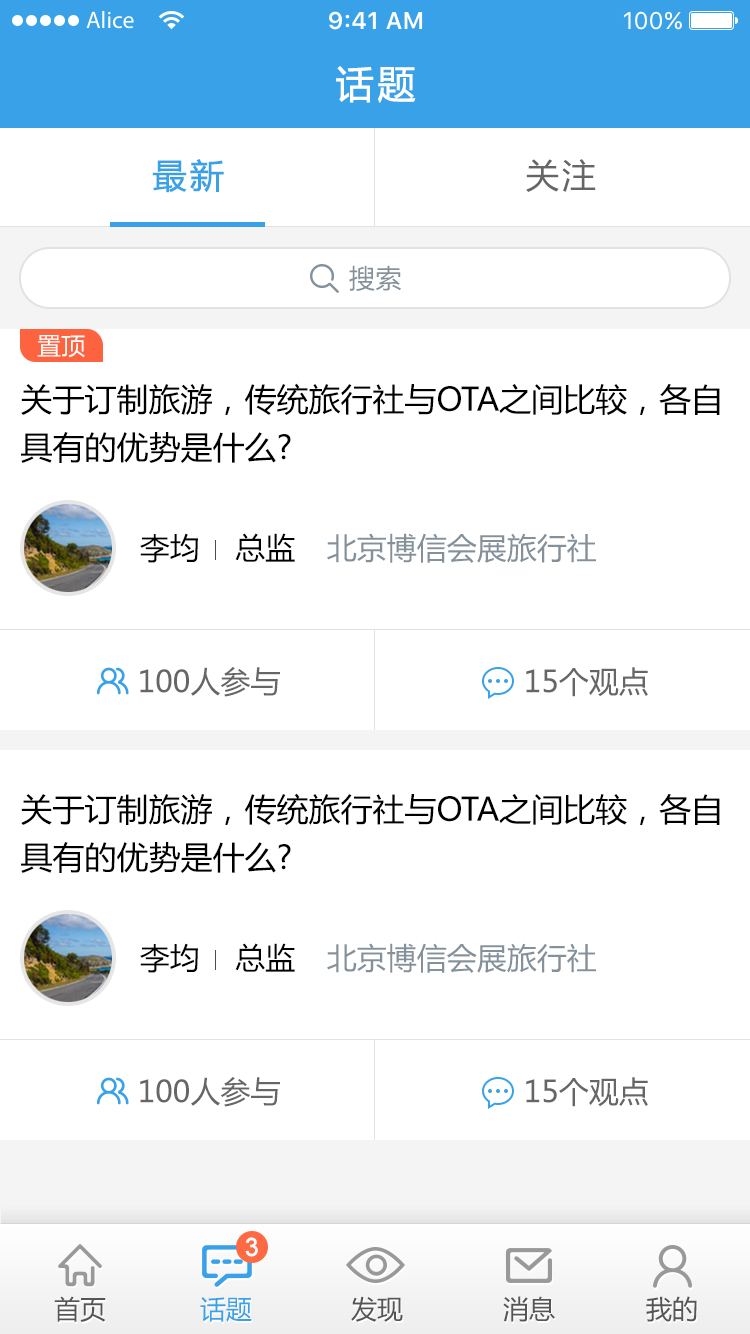 Alice 9:41 AM 100%
话题
最新 关注
搜索
置顶
关于订制旅游，传统旅行社与OTA之间比较，各自
具有的优势是什么?
李均 总监 北京博信会展旅行社
100人参与 15个观点
关于订制旅游，传统旅行社与OTA之间比较，各自
具有的优势是什么?
李均 总监 北京博信会展旅行社
100人参与 15个观点
3
首页 话题 发现 消息 我的